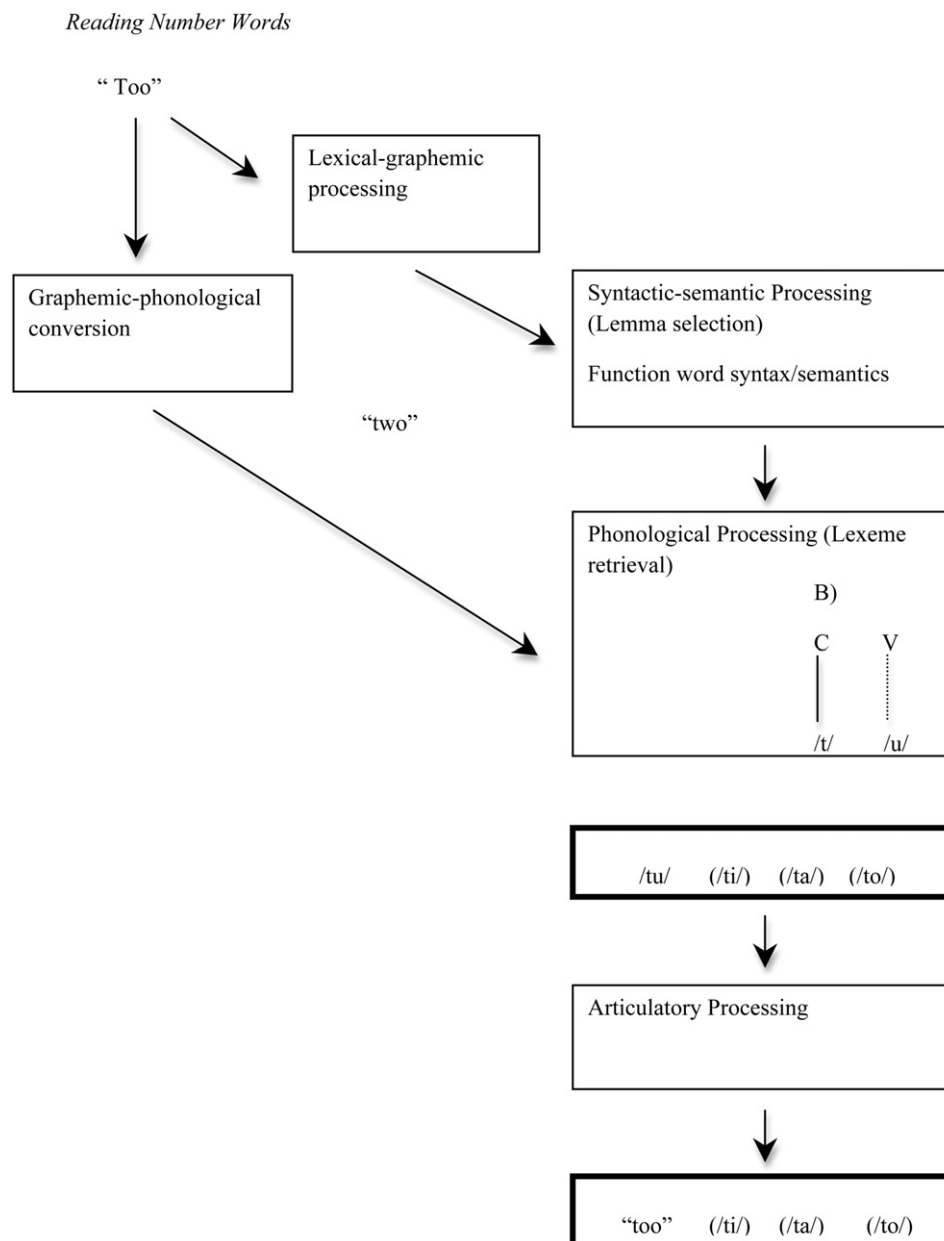 Reading Number Words
“ Too”
Lexical-graphemic
processing
Graphemic-phonological
conversion
Syntactic-semantic Processing
(Lemma selection)
Function word syntax/semantics
“two”
Phonological Processing (Lexeme
retrieval)
B)
C V
/t/ /u/
/tu/ (/ti/) (/ta/) (/to/)
Articulatory Processing
“too” (/ti/) (/ta/) (/to/)